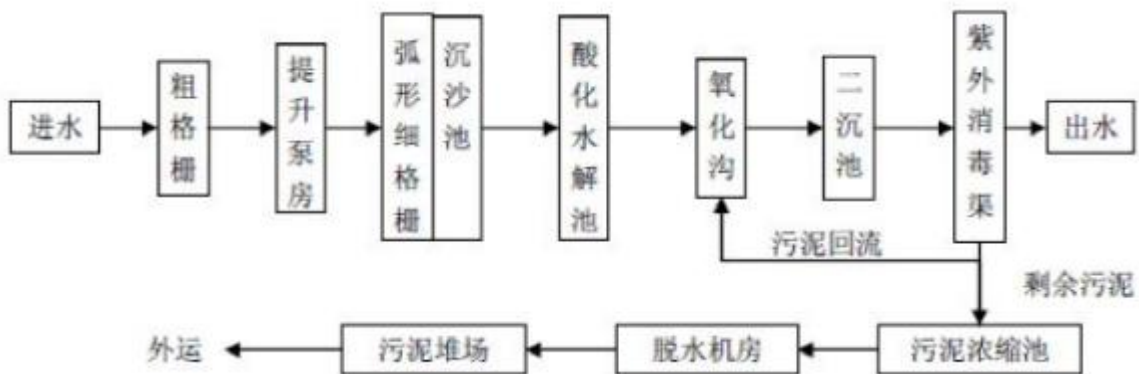 进水
粗格栅
提升泵房
弧形细格栅
沉沙池
酸化水解池
氧化沟
二沉池
紫外消毒渠
出水
污泥回流
剩余污泥
外运
污泥堆场
脱水机房
污泥浓缩池